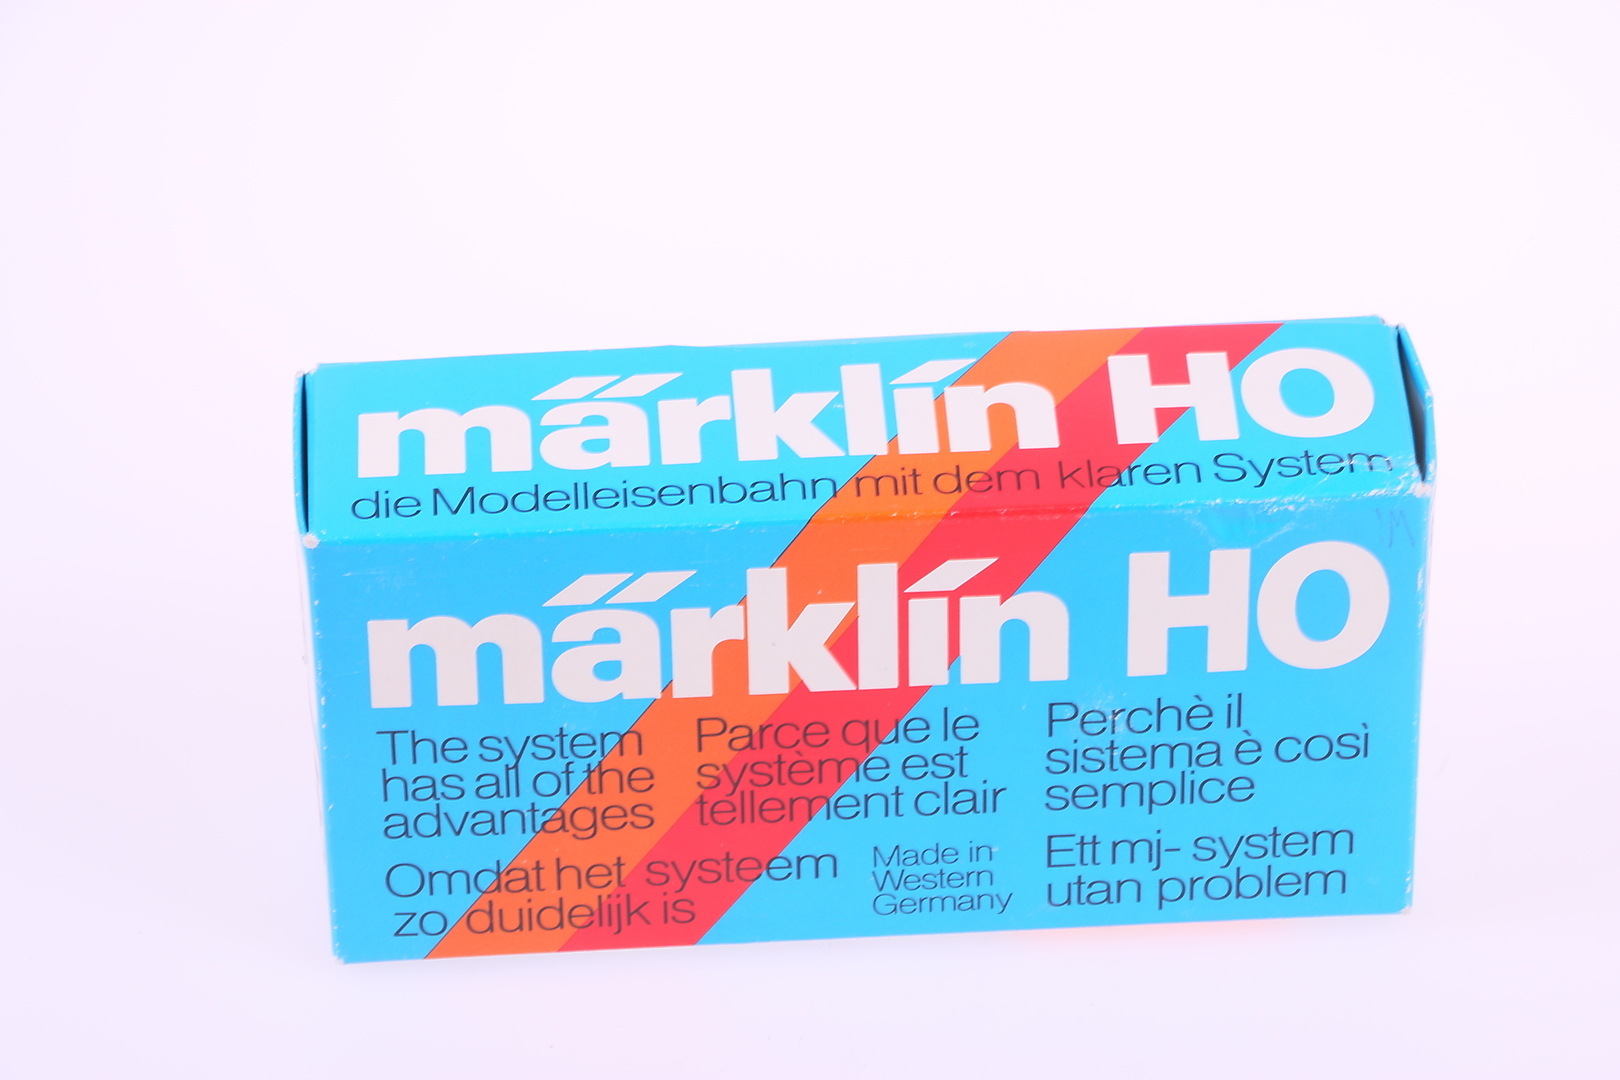 märklin HO
die Modelleisenbahn mit dem klaren System
märklin HO
The system
has all of the
advantages
Parce que le
système est
tellement clair
Perchè il
sistema è così
semplice
Omdat het systeem
zo duidelijk is
Made in
Western
Germany
Ett mj- system
utan problem